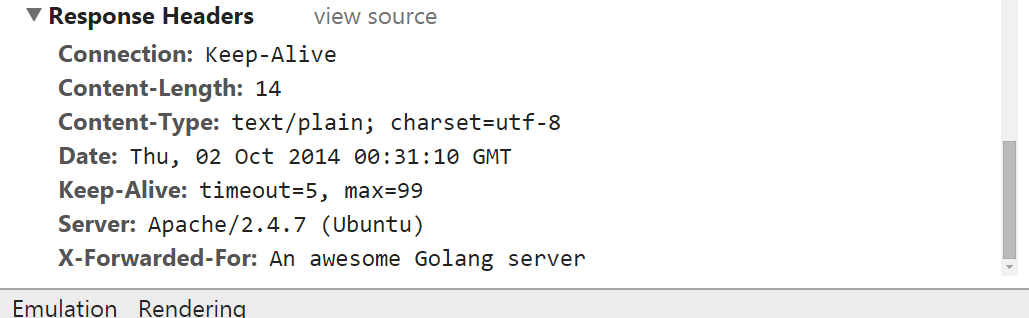 Response Headers view source
Connection: Keep-Alive
Content-Length: 14
Content-Type: text/plain; charset=utf-8
Date: Thu, 02 Oct 2014 00:31:10 GMT
Keep-Alive: timeout=5, max=99
Server: Apache/2.4.7 (Ubuntu)
X-Forwarded-For: An awesome Golang server
Emulation Rendering